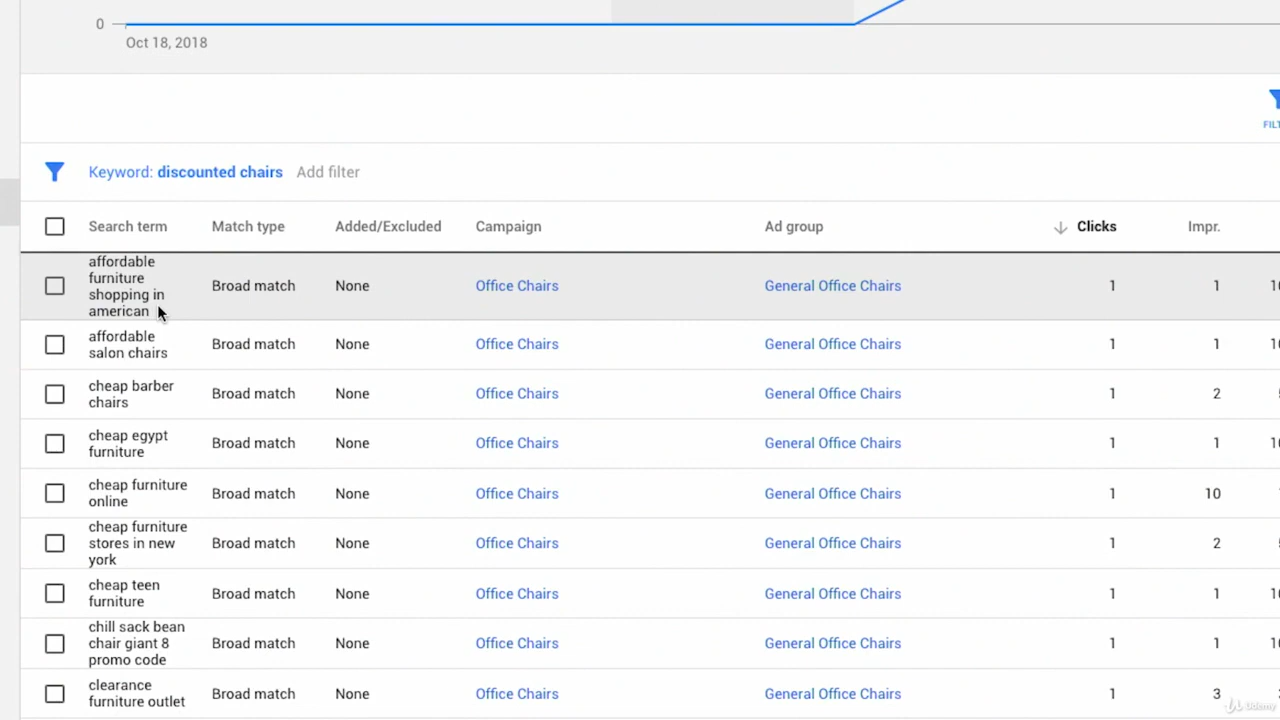 0
Oct 18, 2018
Keyword: discounted chairs Add filter
Search term Match type Added/Excluded Campaign Ad group Clicks Impr.
affordable
furniture
shopping in
american
Broad match None Office Chairs General Office Chairs 1 1
affordable
salon chairs
Broad match None Office Chairs General Office Chairs 1 1
cheap barber
chairs
Broad match None Office Chairs General Office Chairs 1 2
cheap egypt
furniture
Broad match None Office Chairs General Office Chairs 1 1
cheap furniture
online
Broad match None Office Chairs General Office Chairs 1 10
cheap furniture
stores in new
york
Broad match None Office Chairs General Office Chairs 1 2
cheap teen
furniture
Broad match None Office Chairs General Office Chairs 1 1
chill sack bean
chair giant 8
promo code
Broad match None Office Chairs General Office Chairs 1 1
clearance
furniture outlet
Broad match None Office Chairs General Office Chairs 1 3
Udemy